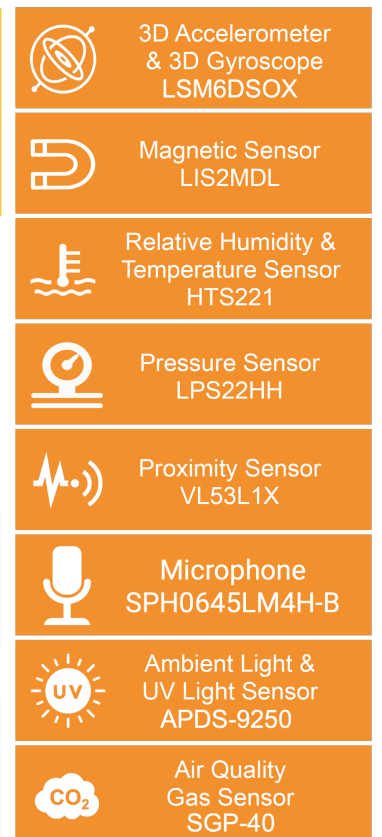 3D Accelerometer
& 3D Gyroscope
LSM6DSOX
Magnetic Sensor
LIS2MDL
Relative Humidity &
Temperature Sensor
HTS221
Pressure Sensor
LPS22HH
Proximity Sensor
VL53L1X
Microphone
SPH0645LM4H-B
UV
Ambient Light &
UV Light Sensor
APDS-9250
CO₂
Air Quality
Gas Sensor
SGP-40